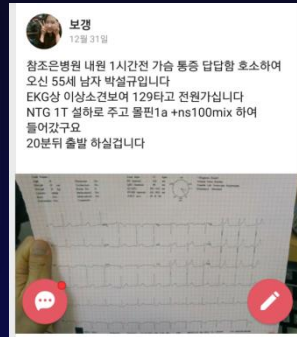 보갱
12월 31일
참조은병원 내원 1시간전 가슴 통증 답답함 호소하여
오신 55세 남자 박설규입니다
EKG상 이상소견보여 129타고 전원가십니다
NTG 1T 설하로 주고 몰핀1a +ns100mix 하여
들어갔구요
20분뒤 출발 하실겁니다